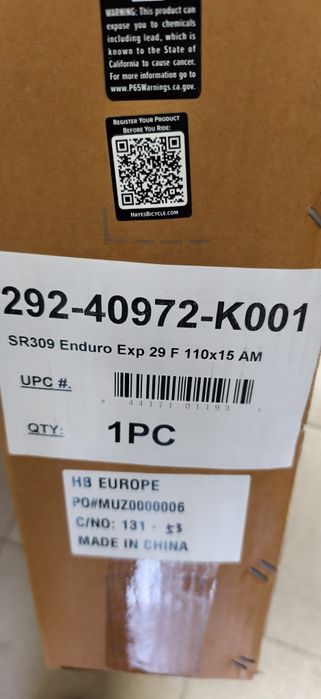 WARNING: This product can
expose you to chemicals
including lead, which is
known to the State of
California to cause cancer.
For more information go to
www.P65Warnings.ca.gov.
REGISTER YOUR PRODUCT
BEFORE YOU RIDE:
HAYESBICYCLE.COM
292-40972-K001
SR309 Enduro Exp 29 F 110x15 AM
UPC #.
44171 01193
QTY: 1PC
HB EUROPE
PO#MUZ0000006
C/NO: 131 - 53
MADE IN CHINA